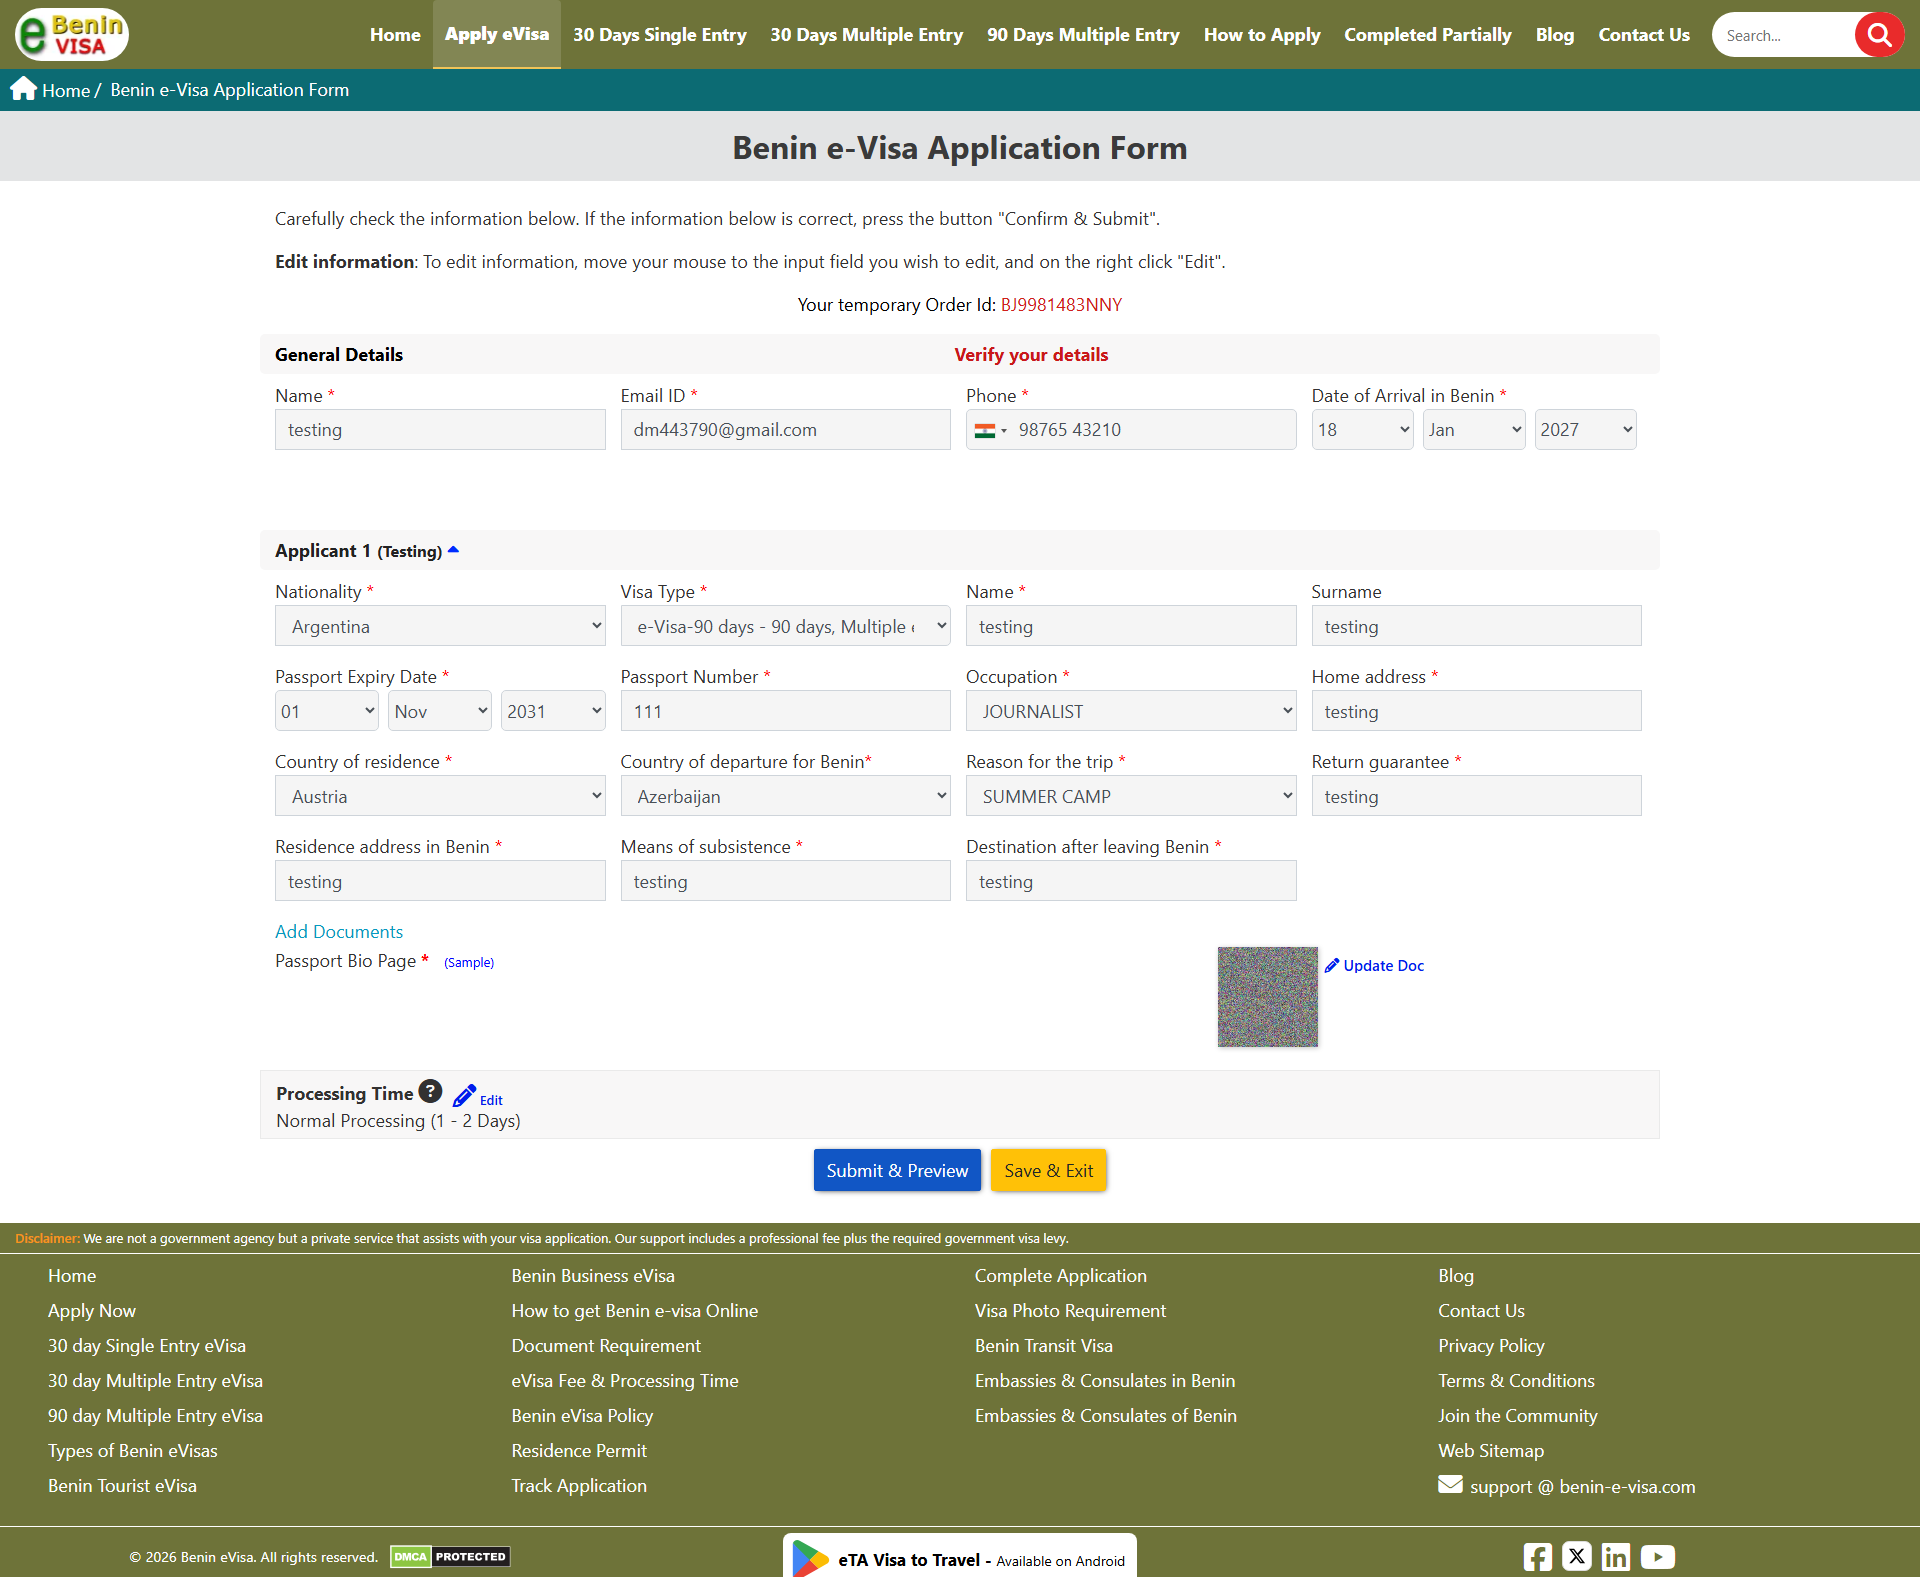 e Benin VISA
Home Apply eVisa 30 Days Single Entry 30 Days Multiple Entry 90 Days Multiple Entry How to Apply Completed Partially Blog Contact Us Search...
Home / Benin e-Visa Application Form
Benin e-Visa Application Form
Carefully check the information below. If the information below is correct, press the button "Confirm & Submit".
Edit information: To edit information, move your mouse to the input field you wish to edit, and on the right click "Edit".
Your temporary Order Id: BJ9981483NNY
General Details Verify your details
Name * Email ID * Phone * Date of Arrival in Benin *
testing dm443790@gmail.com 98765 43210 18 Jan 2027
Applicant 1 (Testing)
Nationality * Visa Type * Name * Surname
Argentina e-Visa-90 days - 90 days, Multiple e testing testing
Passport Expiry Date * Passport Number * Occupation * Home address *
01 Nov 2031 111 JOURNALIST testing
Country of residence * Country of departure for Benin* Reason for the trip * Return guarantee *
Austria Azerbaijan SUMMER CAMP testing
Residence address in Benin * Means of subsistence * Destination after leaving Benin *
testing testing testing
Add Documents
Passport Bio Page * (Sample) Update Doc
Processing Time ? Edit
Normal Processing (1 - 2 Days)
Submit & Preview Save & Exit
Disclaimer: We are not a government agency but a private service that assists with your visa application. Our support includes a professional fee plus the required government visa levy.
Home Benin Business eVisa Complete Application Blog
Apply Now How to get Benin e-visa Online Visa Photo Requirement Contact Us
30 day Single Entry eVisa Document Requirement Benin Transit Visa Privacy Policy
30 day Multiple Entry eVisa eVisa Fee & Processing Time Embassies & Consulates in Benin Terms & Conditions
90 day Multiple Entry eVisa Benin eVisa Policy Embassies & Consulates of Benin Join the Community
Types of Benin eVisas Residence Permit Web Sitemap
Benin Tourist eVisa Track Application support @ benin-e-visa.com
© 2026 Benin eVisa. All rights reserved. DMCA PROTECTED eTA Visa to Travel - Available on Android